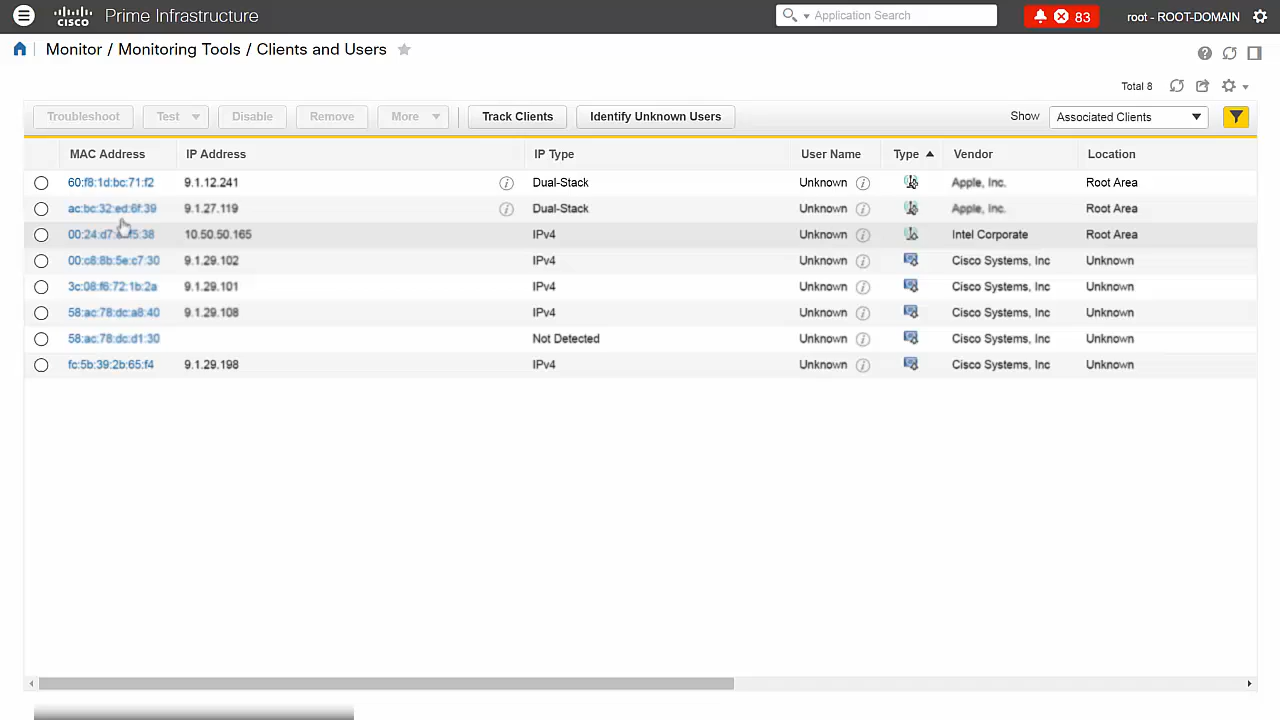 cisco Prime Infrastructure Application Search 83 root - ROOT-DOMAIN
Monitor / Monitoring Tools / Clients and Users
Total 8
Troubleshoot Test Disable Remove More Track Clients Identify Unknown Users Show Associated Clients
MAC Address IP Address IP Type User Name Type Vendor Location
60:f8:1d:bc:71:f2 9.1.12.241 Dual-Stack Unknown Apple, Inc. Root Area
ac:bc:32:ed:6f:39 9.1.27.119 Dual-Stack Unknown Apple, Inc. Root Area
10.50.50.165 IPv4 Unknown Intel Corporate Root Area
00:c8:8b:5e:c7:30 9.1.29.102 IPv4 Unknown Cisco Systems, Inc Unknown
3c:08:f6:72:1b:2a 9.1.29.101 IPv4 Unknown Cisco Systems, Inc Unknown
58:ac:78:dc:a8:40 9.1.29.108 IPv4 Unknown Cisco Systems, Inc Unknown
58:ac:78:dc:d1:30 Not Detected Unknown Cisco Systems, Inc Unknown
fc:5b:39:2b:65:f4 9.1.29.198 IPv4 Unknown Cisco Systems, Inc Unknown